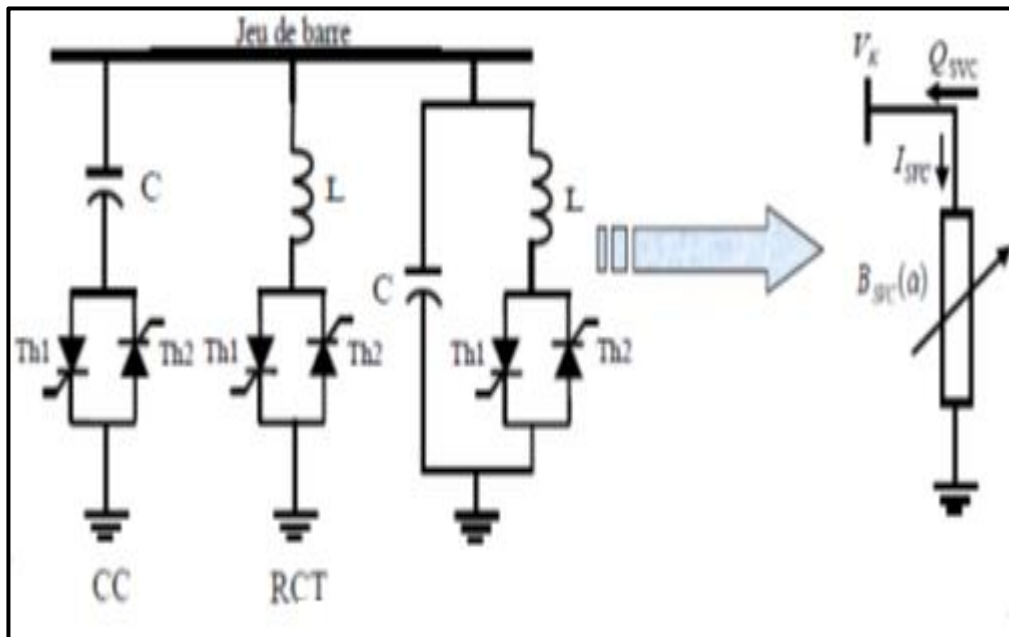 Jeu de barre
V_K
Q_SVC
I_SVC
C
L
L
C
B_SVC(α)
Th1
Th2
Th1
Th2
Th1
Th2
CC
RCT